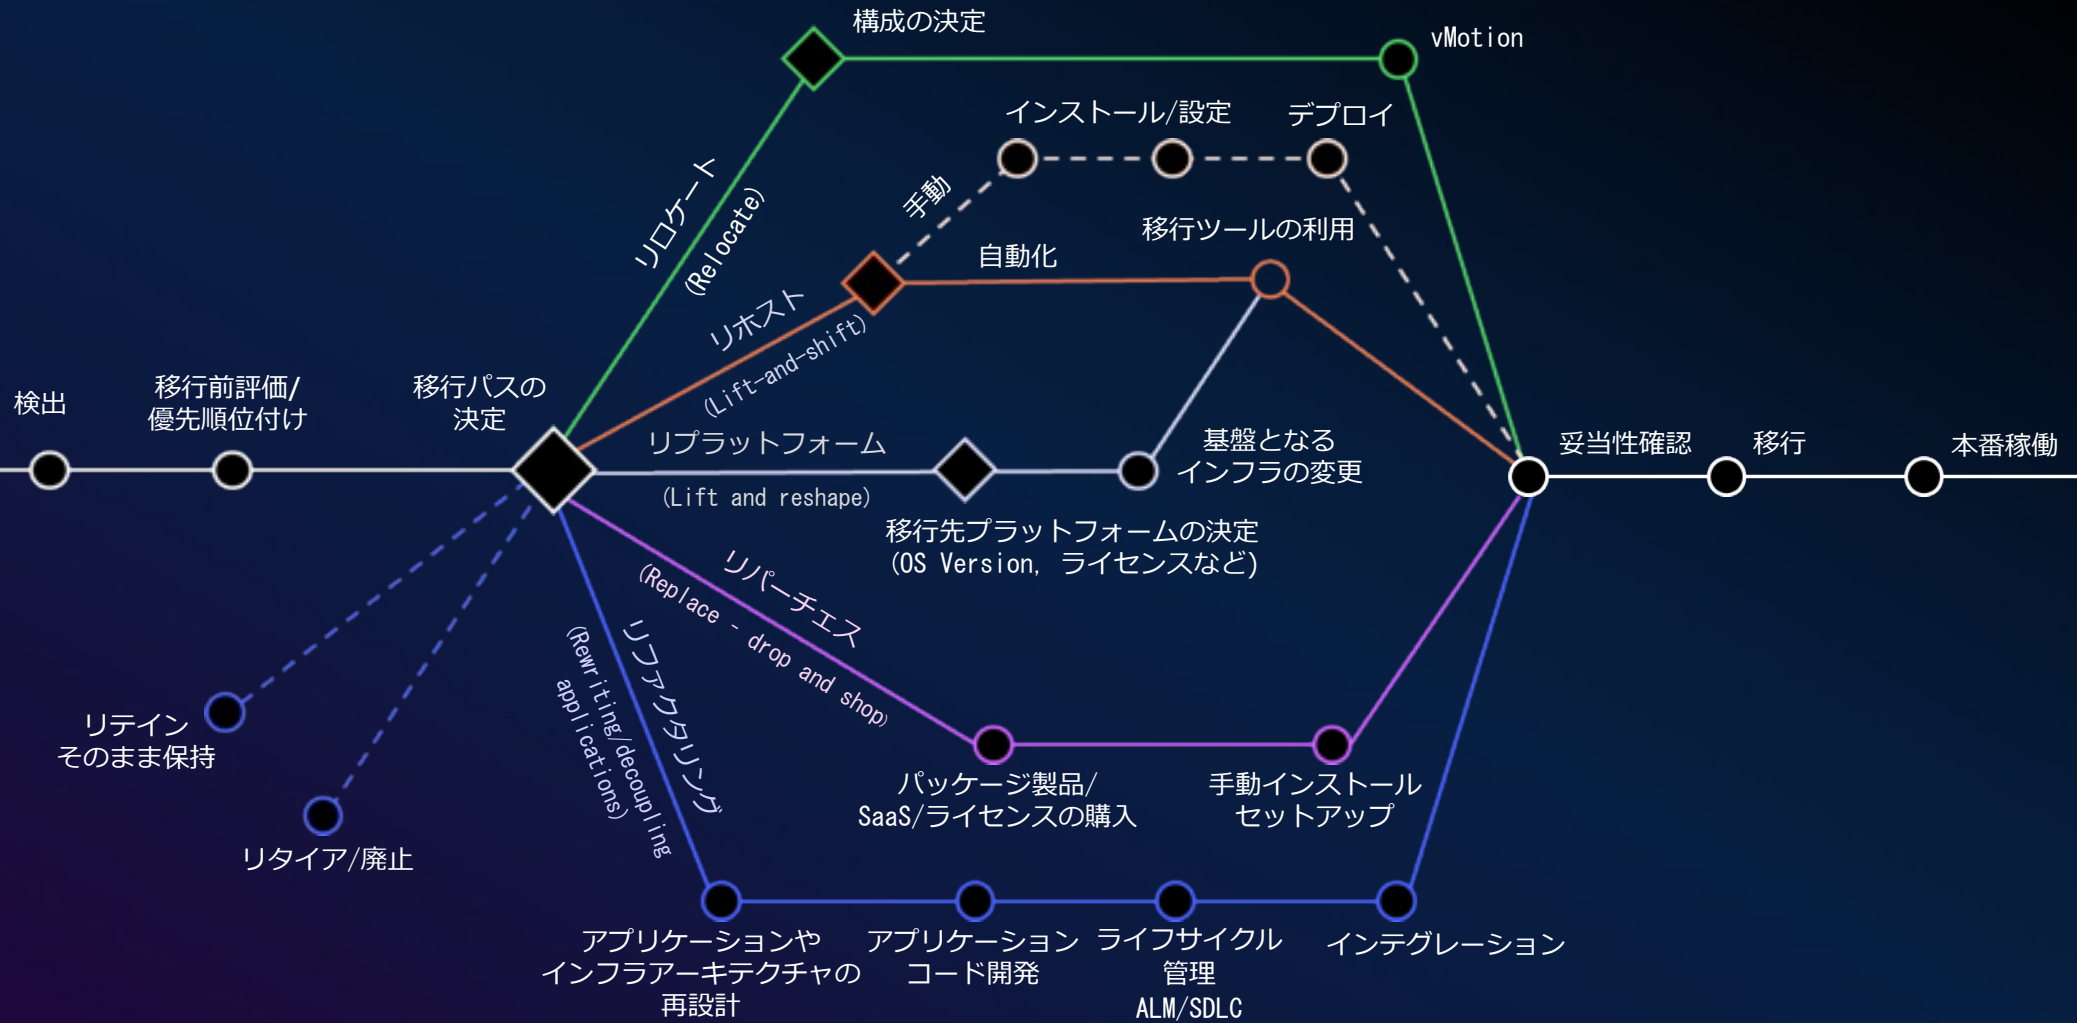 構成の決定
vMotion
インストール/設定
デプロイ
リロケート
(Relocate)
手動
自動化
移行ツールの利用
リホスト
(Lift-and-shift)
検出
移行前評価/
優先順位付け
移行パスの
決定
リプラットフォーム
(Lift and reshape)
基盤となる
インフラの変更
妥当性確認
移行
本番稼働
移行先プラットフォームの決定
(OS Version, ライセンスなど)
リパーチェス
(Replace - drop and shop)
リファクタリング
(Rewriting/decoupling
applications)
リテイン
そのまま保持
リタイア/廃止
パッケージ製品/
SaaS/ライセンスの購入
手動インストール
セットアップ
アプリケーションや
インフラアーキテクチャの
再設計
アプリケーション
コード開発
ライフサイクル
管理
ALM/SDLC
インテグレーション